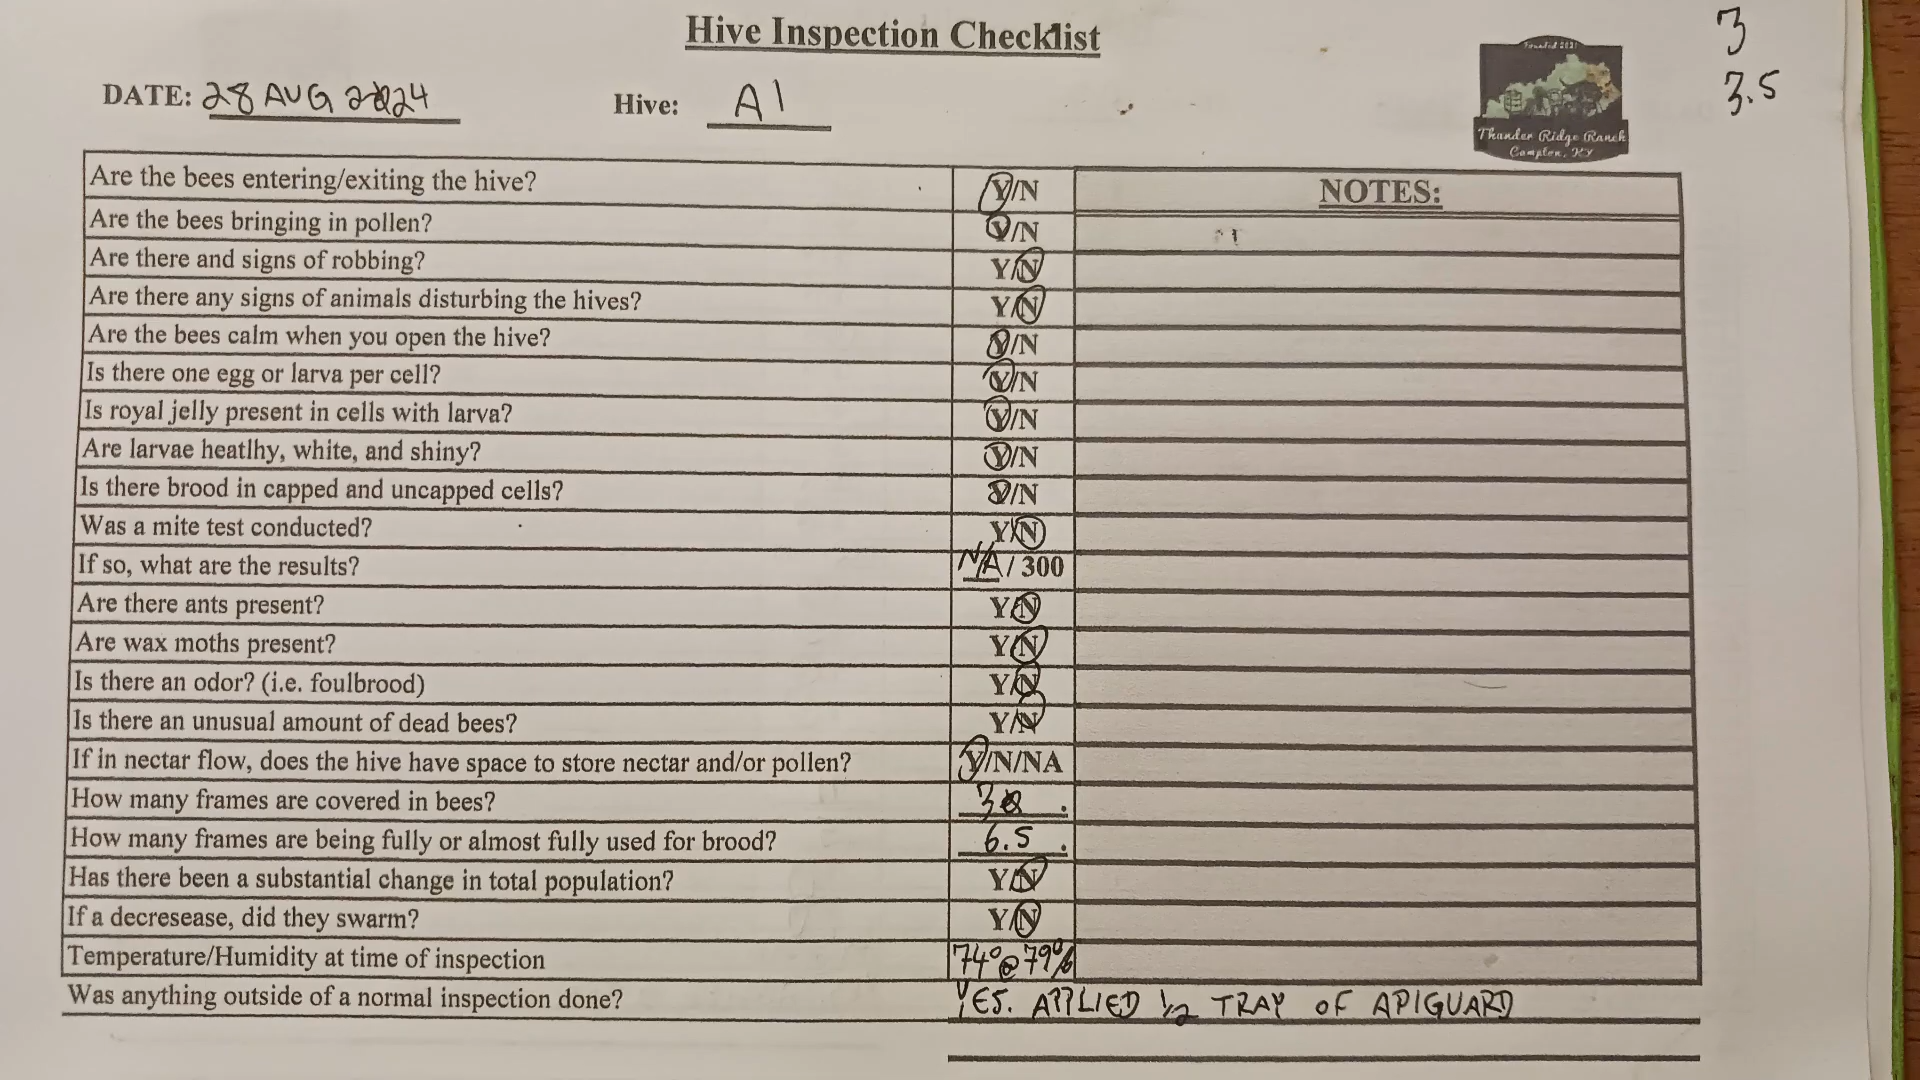 Hive Inspection Checklist
3
3.5
DATE: 28 AUG 2024
Hive: A1
Founded 2021
Thunder Ridge Ranch
Campton, KY
NOTES:
Are the bees entering/exiting the hive? Y/N
Are the bees bringing in pollen? Y/N
Are there and signs of robbing? Y/N
Are there any signs of animals disturbing the hives? Y/N
Are the bees calm when you open the hive? Y/N
Is there one egg or larva per cell? Y/N
Is royal jelly present in cells with larva? Y/N
Are larvae heatlhy, white, and shiny? Y/N
Is there brood in capped and uncapped cells? Y/N
Was a mite test conducted? Y/N
If so, what are the results? N/A / 300
Are there ants present? Y/N
Are wax moths present? Y/N
Is there an odor? (i.e. foulbrood) Y/N
Is there an unusual amount of dead bees? Y/N
If in nectar flow, does the hive have space to store nectar and/or pollen? Y/N/NA
How many frames are covered in bees? .
How many frames are being fully or almost fully used for brood? 6.5 .
Has there been a substantial change in total population? Y/N
If a decresease, did they swarm? Y/N
Temperature/Humidity at time of inspection 74° @ 79%
Was anything outside of a normal inspection done? YES. APPLIED 1/2 TRAY OF APIGUARD